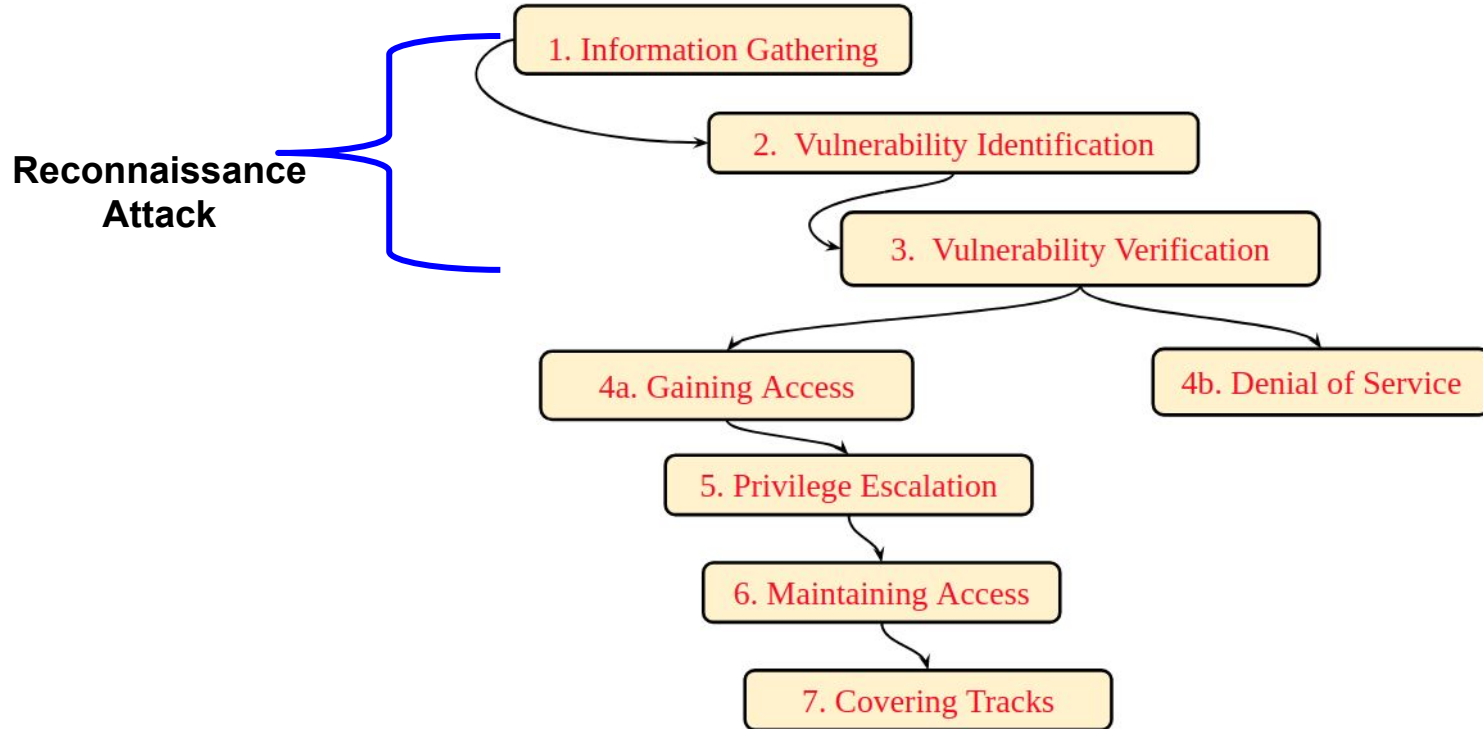 1. Information Gathering
2. Vulnerability Identification
Reconnaissance
Attack
3. Vulnerability Verification
4a. Gaining Access
4b. Denial of Service
5. Privilege Escalation
6. Maintaining Access
7. Covering Tracks